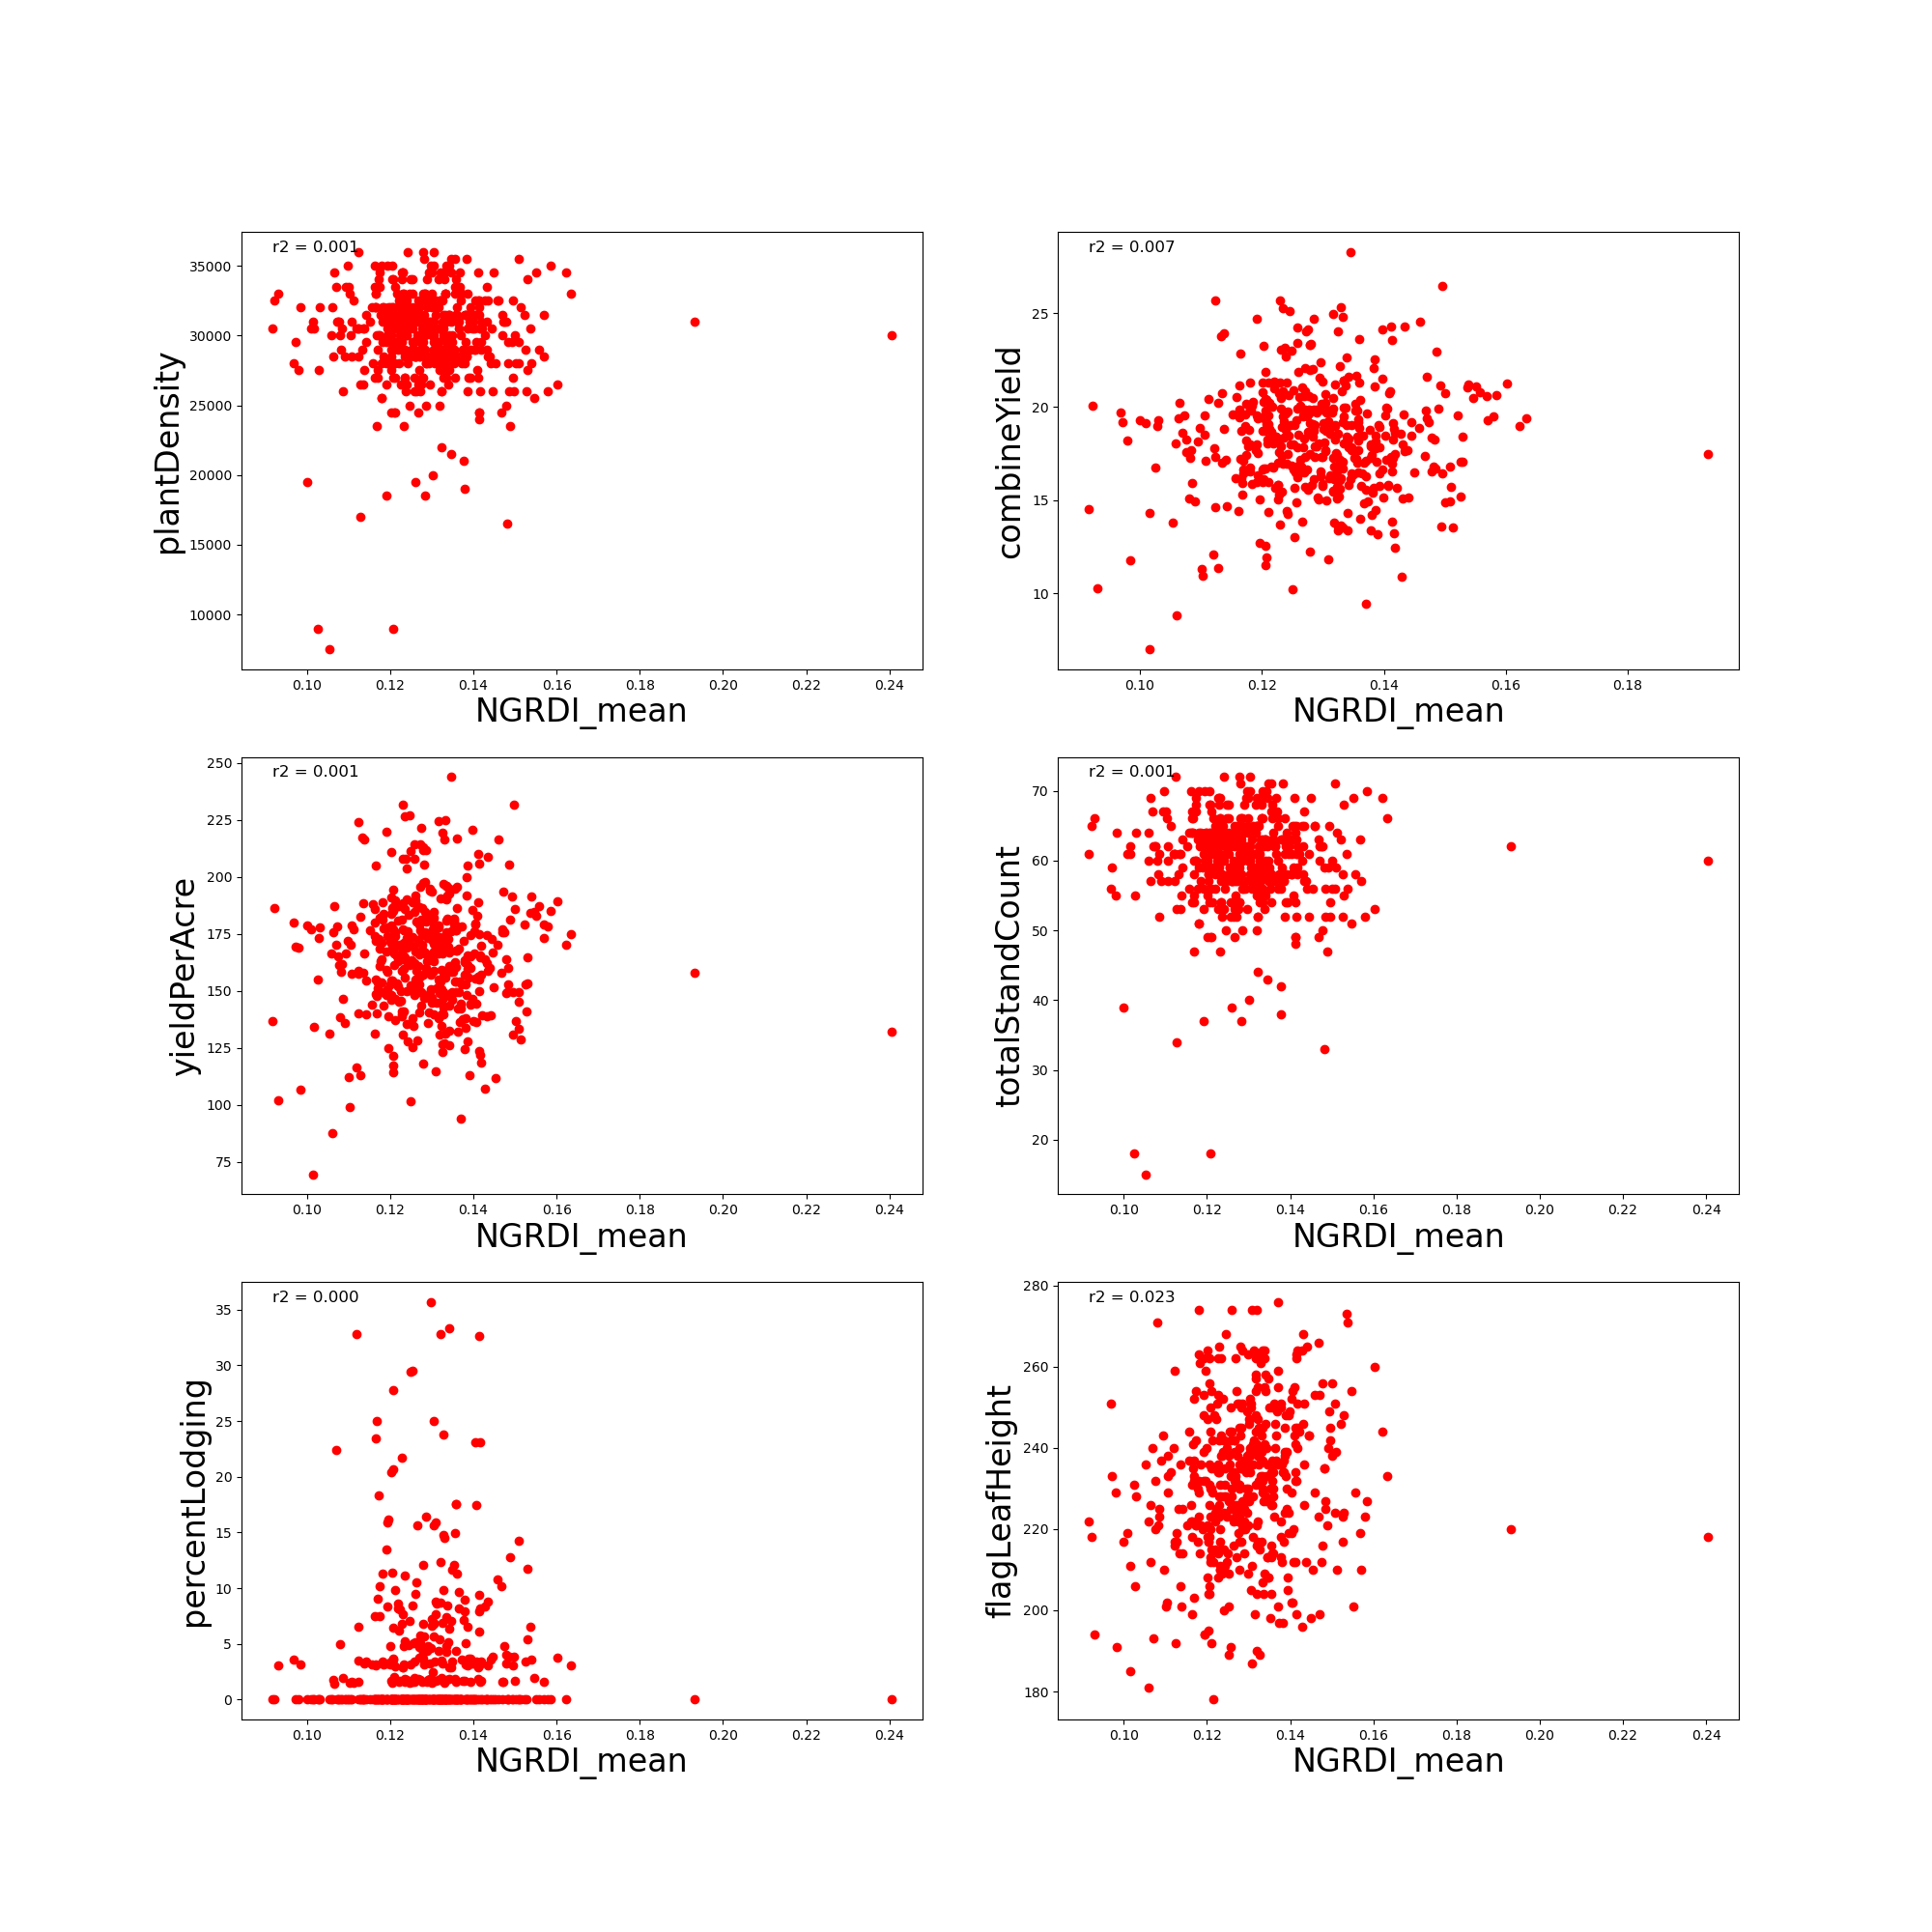 r2 = 0.001
35000
30000
25000
20000
15000
10000
plantDensity
0.10 0.12 0.14 0.16 0.18 0.20 0.22 0.24
NGRDI_mean
r2 = 0.007
25
20
15
10
combineYield
0.10 0.12 0.14 0.16 0.18
NGRDI_mean
r2 = 0.001
250
225
200
175
150
125
100
75
yieldPerAcre
0.10 0.12 0.14 0.16 0.18 0.20 0.22 0.24
NGRDI_mean
r2 = 0.001
70
60
50
40
30
20
totalStandCount
0.10 0.12 0.14 0.16 0.18 0.20 0.22 0.24
NGRDI_mean
r2 = 0.000
35
30
25
20
15
10
5
0
percentLodging
0.10 0.12 0.14 0.16 0.18 0.20 0.22 0.24
NGRDI_mean
r2 = 0.023
280
260
240
220
200
180
flagLeafHeight
0.10 0.12 0.14 0.16 0.18 0.20 0.22 0.24
NGRDI_mean